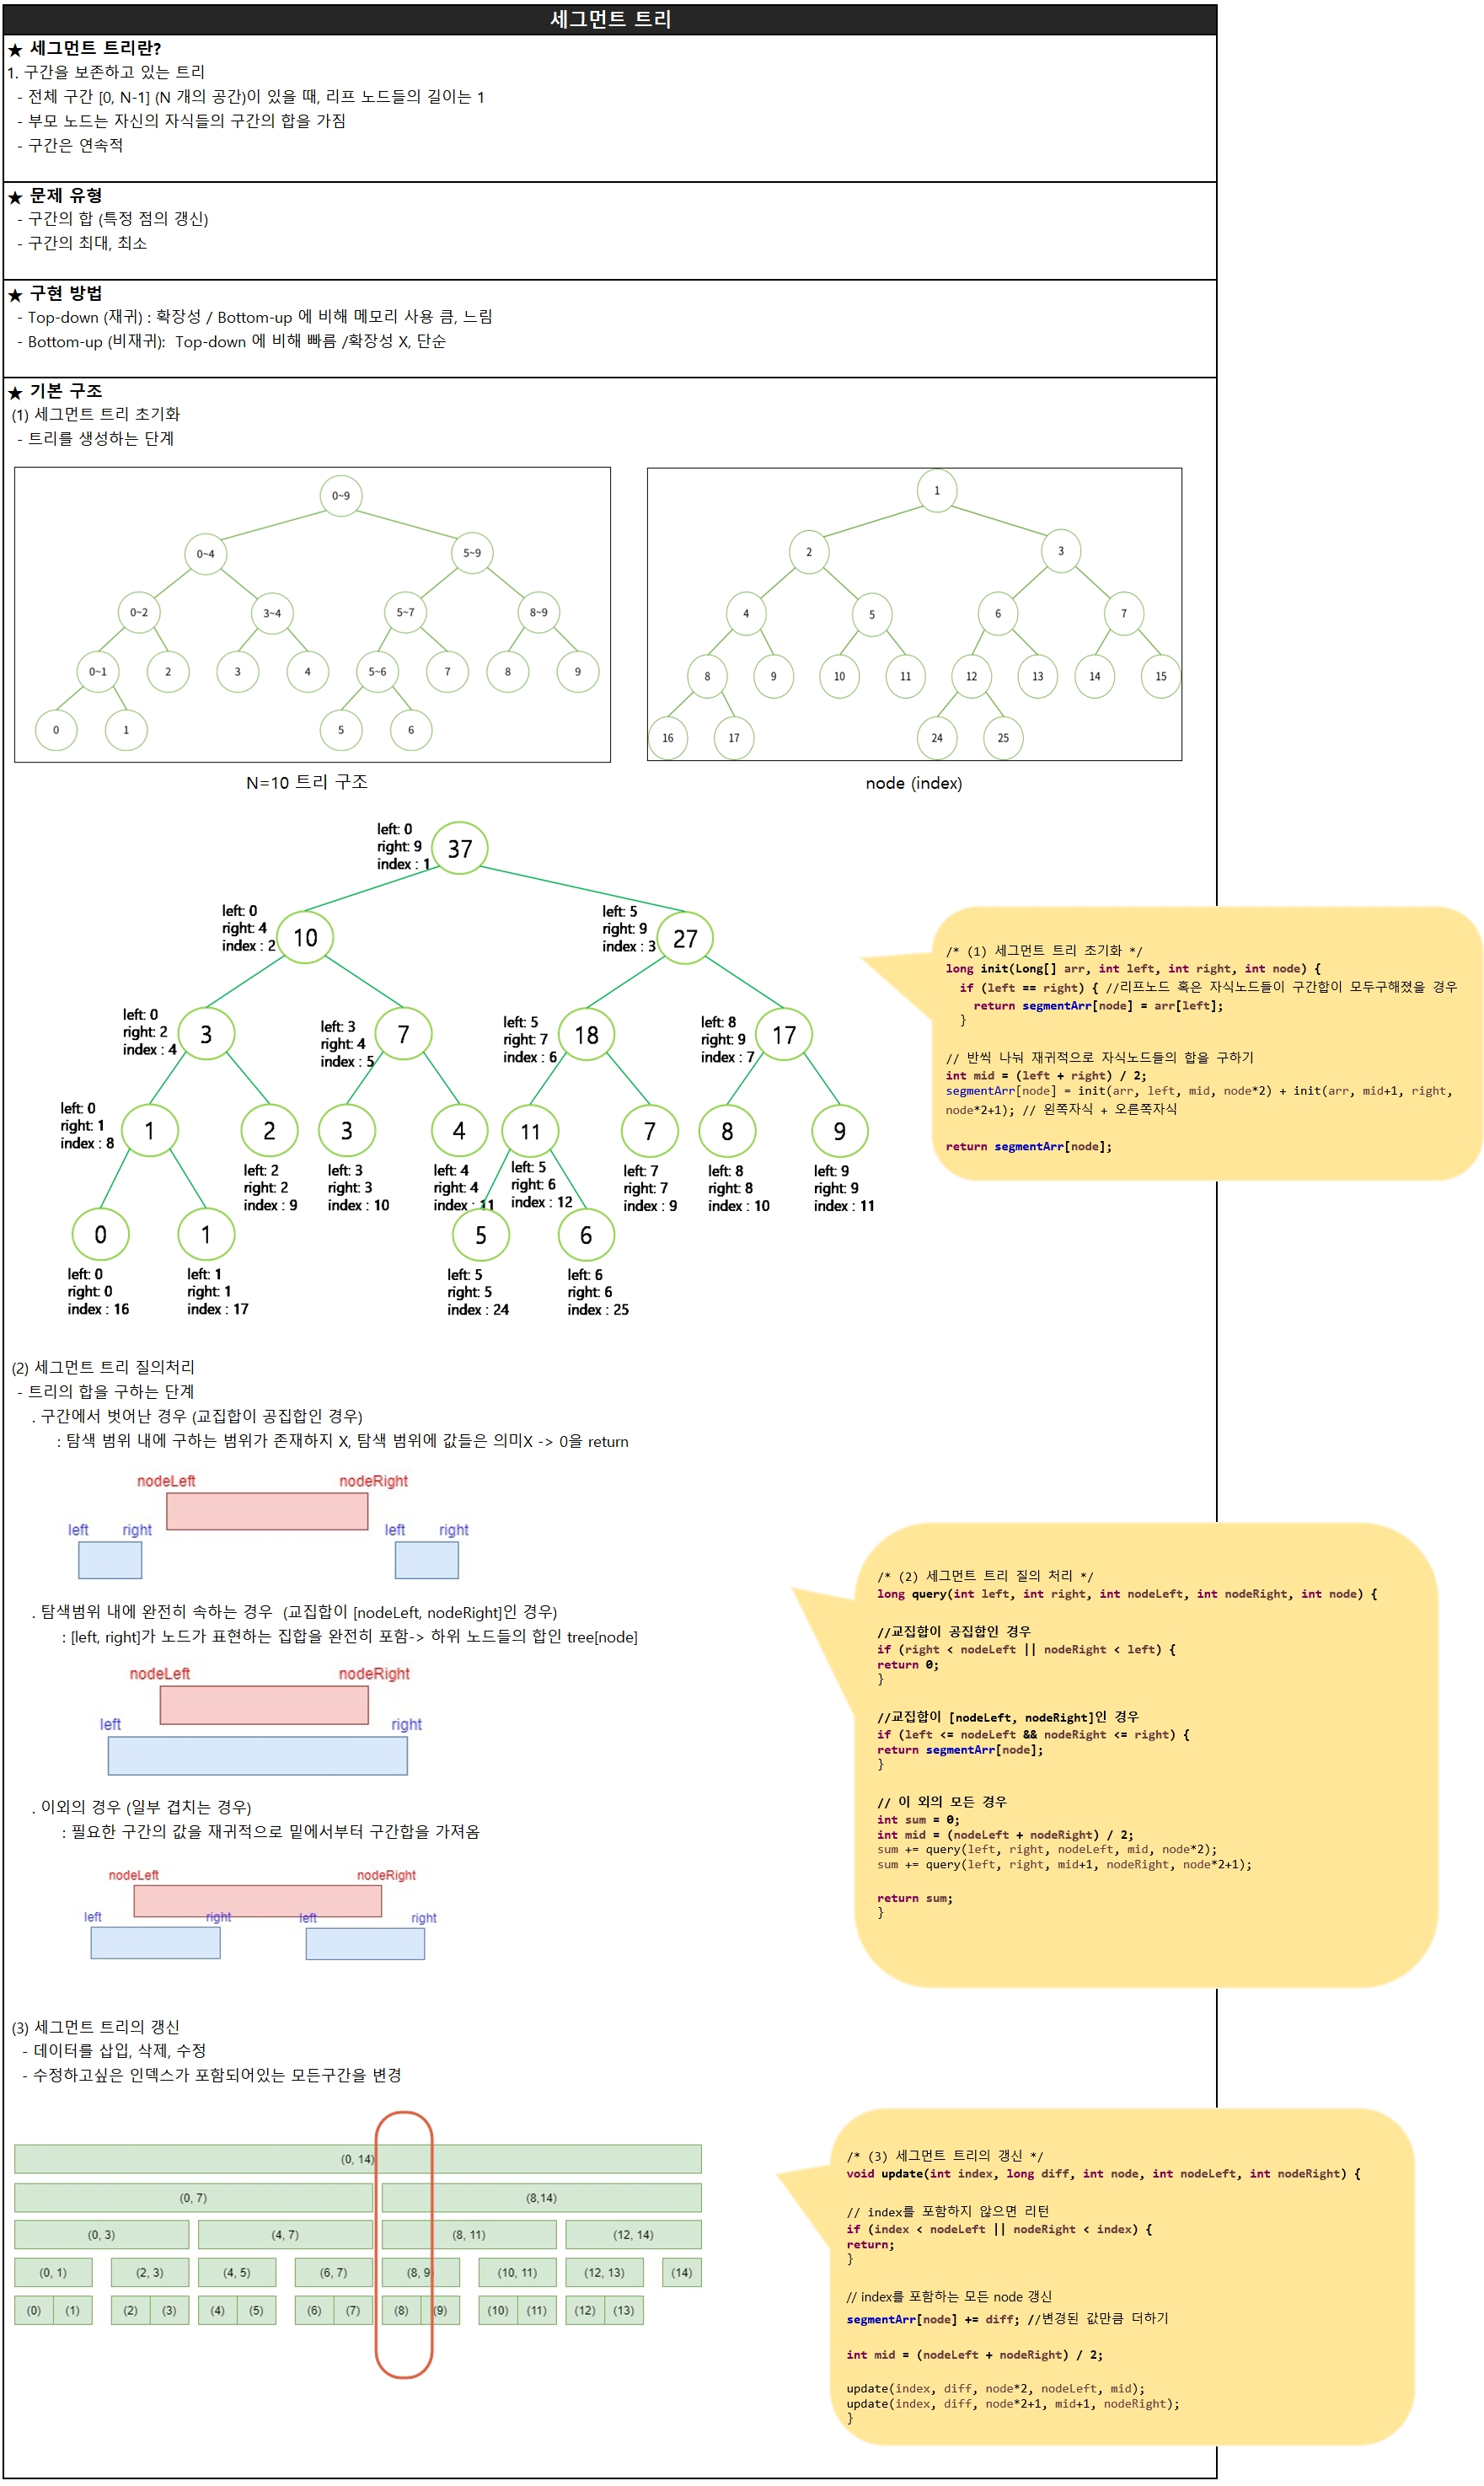 세그먼트 트리
★ 세그먼트 트리란?
1. 구간을 보존하고 있는 트리
- 전체 구간 [0, N-1] (N 개의 공간)이 있을 때, 리프 노드들의 길이는 1
- 부모 노드는 자신의 자식들의 구간의 합을 가짐
- 구간은 연속적
★ 문제 유형
- 구간의 합 (특정 점의 갱신)
- 구간의 최대, 최소
★ 구현 방법
- Top-down (재귀) : 확장성 / Bottom-up 에 비해 메모리 사용 큼, 느림
- Bottom-up (비재귀):  Top-down 에 비해 빠름 /확장성 X, 단순
★ 기본 구조
(1) 세그먼트 트리 초기화
- 트리를 생성하는 단계
0~9
0~4 5~9
0~2 3~4 5~7 8~9
0~1 2 3 4 5~6 7 8 9
0 1 5 6
N=10 트리 구조
1
2 3
4 5 6 7
8 9 10 11 12 13 14 15
16 17 24 25
node (index)
left: 0
right: 9
index : 1
37
left: 0
right: 4
index : 2
10
left: 5
right: 9
index : 3
27
left: 0
right: 2
index : 4
3
left: 3
right: 4
index : 5
7
left: 5
right: 7
index : 6
18
left: 8
right: 9
index : 7
17
left: 0
right: 1
index : 8
1
2
left: 2
right: 2
index : 9
3
left: 3
right: 3
index : 10
4
left: 4
right: 4
index : 11
11
left: 5
right: 6
index : 12
7
left: 7
right: 7
index : 9
8
left: 8
right: 8
index : 10
9
left: 9
right: 9
index : 11
0
left: 0
right: 0
index : 16
1
left: 1
right: 1
index : 17
5
left: 5
right: 5
index : 24
6
left: 6
right: 6
index : 25
/* (1) 세그먼트 트리 초기화 */
long init(Long[] arr, int left, int right, int node) {
if (left == right) { //리프노드 혹은 자식노드들이 구간합이 모두구해졌을 경우
return segmentArr[node] = arr[left];
}
// 반씩 나눠 재귀적으로 자식노드들의 합을 구하기
int mid = (left + right) / 2;
segmentArr[node] = init(arr, left, mid, node*2) + init(arr, mid+1, right,
node*2+1); // 왼쪽자식 + 오른쪽자식
return segmentArr[node];
(2) 세그먼트 트리 질의처리
- 트리의 합을 구하는 단계
. 구간에서 벗어난 경우 (교집합이 공집합인 경우)
: 탐색 범위 내에 구하는 범위가 존재하지 X, 탐색 범위에 값들은 의미X -> 0을 return
nodeLeft nodeRight
left right left right
. 탐색범위 내에 완전히 속하는 경우  (교집합이 [nodeLeft, nodeRight]인 경우)
: [left, right]가 노드가 표현하는 집합을 완전히 포함-> 하위 노드들의 합인 tree[node]
nodeLeft nodeRight
left right
. 이외의 경우 (일부 겹치는 경우)
: 필요한 구간의 값을 재귀적으로 밑에서부터 구간합을 가져옴
nodeLeft nodeRight
left right left right
/* (2) 세그먼트 트리 질의 처리 */
long query(int left, int right, int nodeLeft, int nodeRight, int node) {
//교집합이 공집합인 경우
if (right < nodeLeft || nodeRight < left) {
return 0;
}
//교집합이 [nodeLeft, nodeRight]인 경우
if (left <= nodeLeft && nodeRight <= right) {
return segmentArr[node];
}
// 이 외의 모든 경우
int sum = 0;
int mid = (nodeLeft + nodeRight) / 2;
sum += query(left, right, nodeLeft, mid, node*2);
sum += query(left, right, mid+1, nodeRight, node*2+1);
return sum;
}
(3) 세그먼트 트리의 갱신
- 데이터를 삽입, 삭제, 수정
- 수정하고싶은 인덱스가 포함되어있는 모든구간을 변경
(0, 14)
(0, 7) (8,14)
(0, 3) (4, 7) (8, 11) (12, 14)
(0, 1) (2, 3) (4, 5) (6, 7) (8, 9) (10, 11) (12, 13) (14)
(0) (1) (2) (3) (4) (5) (6) (7) (8) (9) (10) (11) (12) (13)
/* (3) 세그먼트 트리의 갱신 */
void update(int index, long diff, int node, int nodeLeft, int nodeRight) {
// index를 포함하지 않으면 리턴
if (index < nodeLeft || nodeRight < index) {
return;
}
// index를 포함하는 모든 node 갱신
segmentArr[node] += diff; //변경된 값만큼 더하기
int mid = (nodeLeft + nodeRight) / 2;
update(index, diff, node*2, nodeLeft, mid);
update(index, diff, node*2+1, mid+1, nodeRight);
}